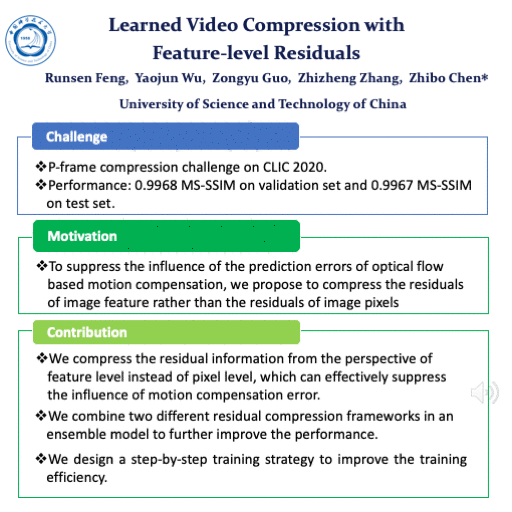 Learned Video Compression with
Feature-level Residuals
Runsen Feng, Yaojun Wu, Zongyu Guo, Zhizheng Zhang, Zhibo Chen*
University of Science and Technology of China
Challenge
❖P-frame compression challenge on CLIC 2020.
❖Performance: 0.9968 MS-SSIM on validation set and 0.9967 MS-SSIM
on test set.
Motivation
❖To suppress the influence of the prediction errors of optical flow
based motion compensation, we propose to compress the residuals
of image feature rather than the residuals of image pixels
Contribution
❖We compress the residual information from the perspective of
feature level instead of pixel level, which can effectively suppress
the influence of motion compensation error.
❖We combine two different residual compression frameworks in an
ensemble model to further improve the performance.
❖We design a step-by-step training strategy to improve the training
efficiency.